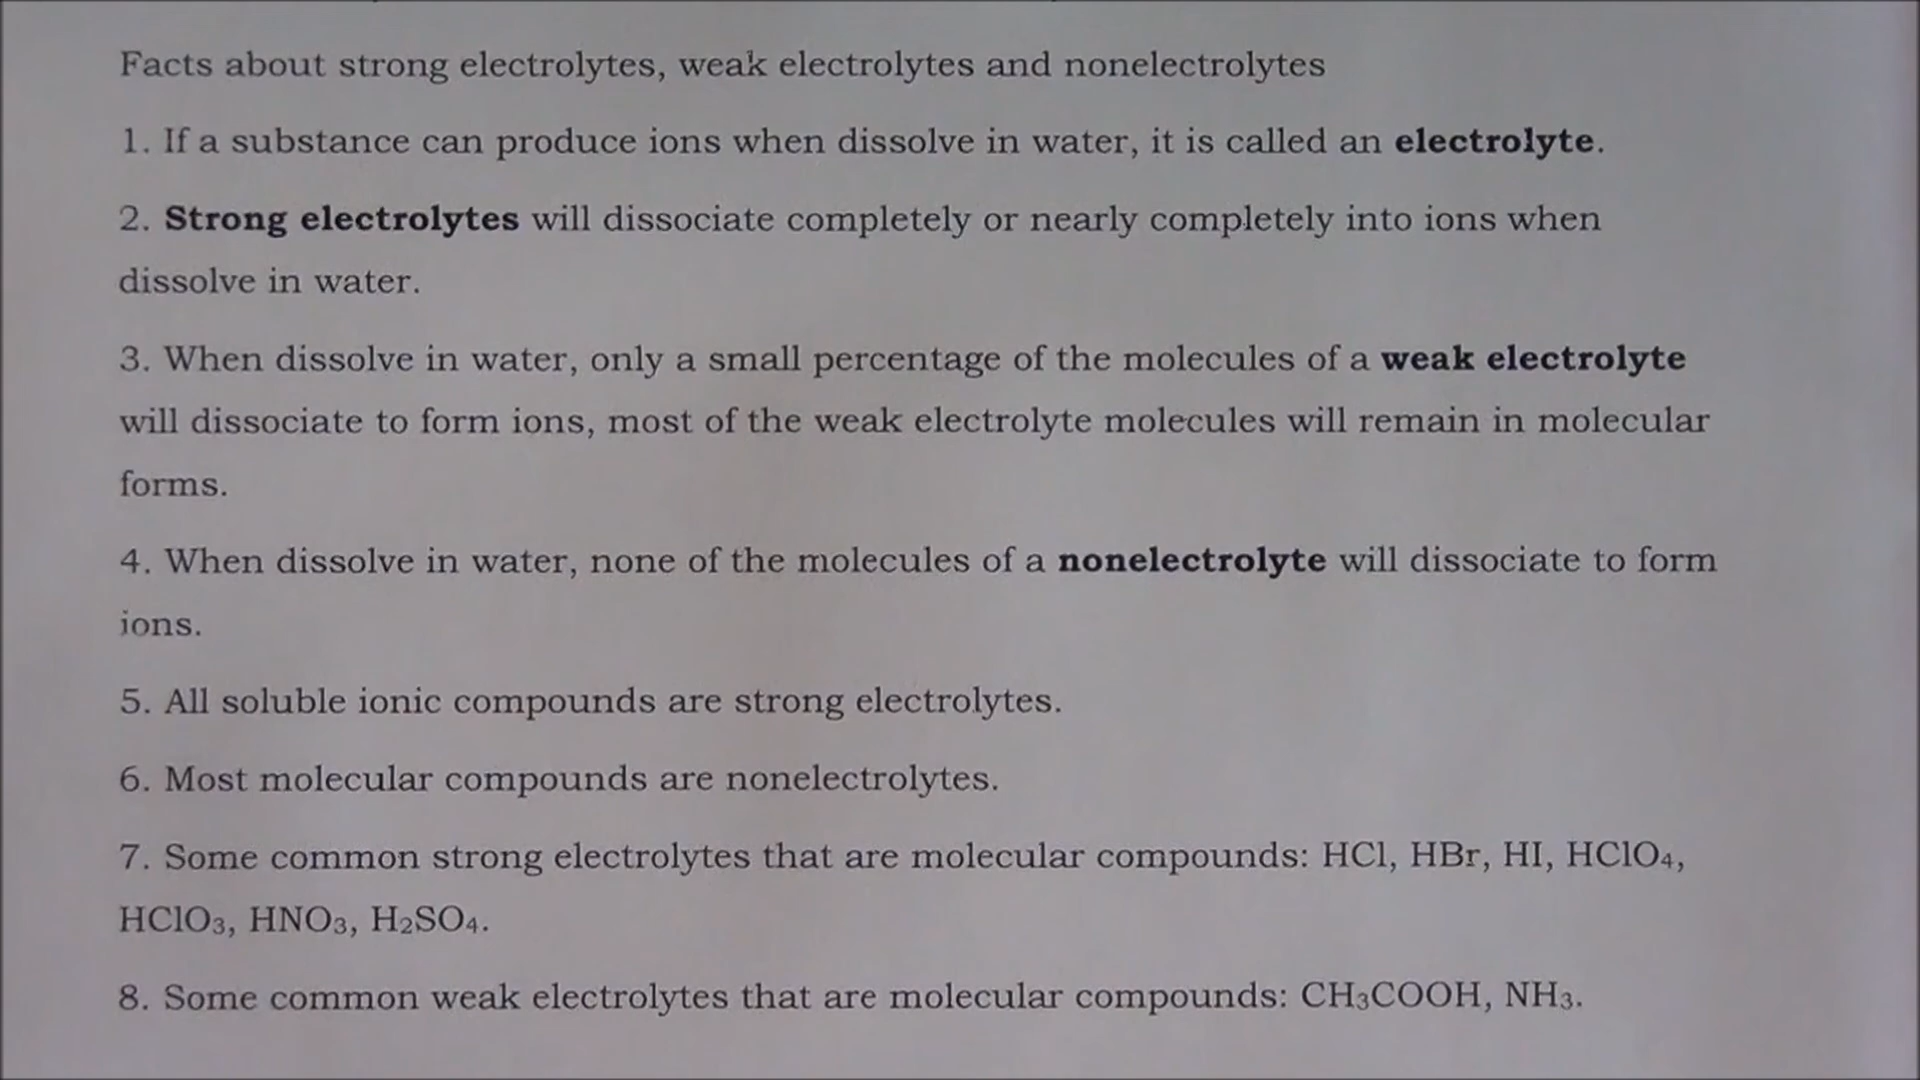 Facts about strong electrolytes, weak electrolytes and nonelectrolytes
1. If a substance can produce ions when dissolve in water, it is called an electrolyte.
2. Strong electrolytes will dissociate completely or nearly completely into ions when
dissolve in water.
3. When dissolve in water, only a small percentage of the molecules of a weak electrolyte
will dissociate to form ions, most of the weak electrolyte molecules will remain in molecular
forms.
4. When dissolve in water, none of the molecules of a nonelectrolyte will dissociate to form
ions.
5. All soluble ionic compounds are strong electrolytes.
6. Most molecular compounds are nonelectrolytes.
7. Some common strong electrolytes that are molecular compounds: HCl, HBr, HI, HClO₄,
HClO₃, HNO₃, H₂SO₄.
8. Some common weak electrolytes that are molecular compounds: CH₃COOH, NH₃.